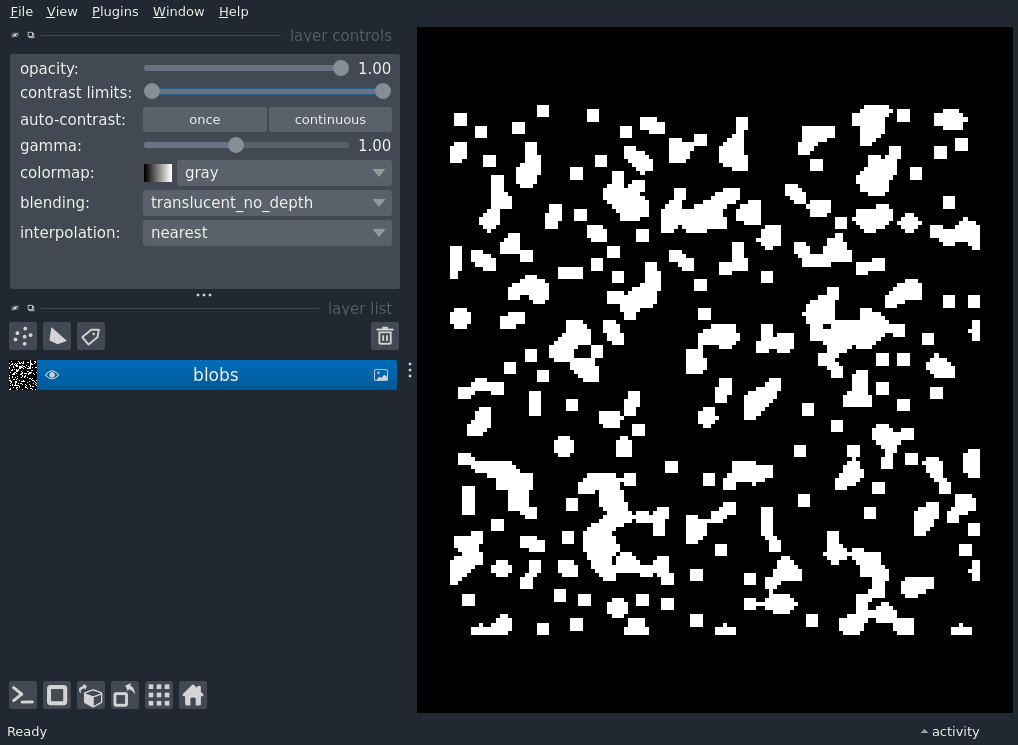 File View Plugins Window Help
layer controls
opacity: 1.00
contrast limits:
auto-contrast: once continuous
gamma: 1.00
colormap: gray
blending: translucent_no_depth
interpolation: nearest
layer list
blobs
Ready activity